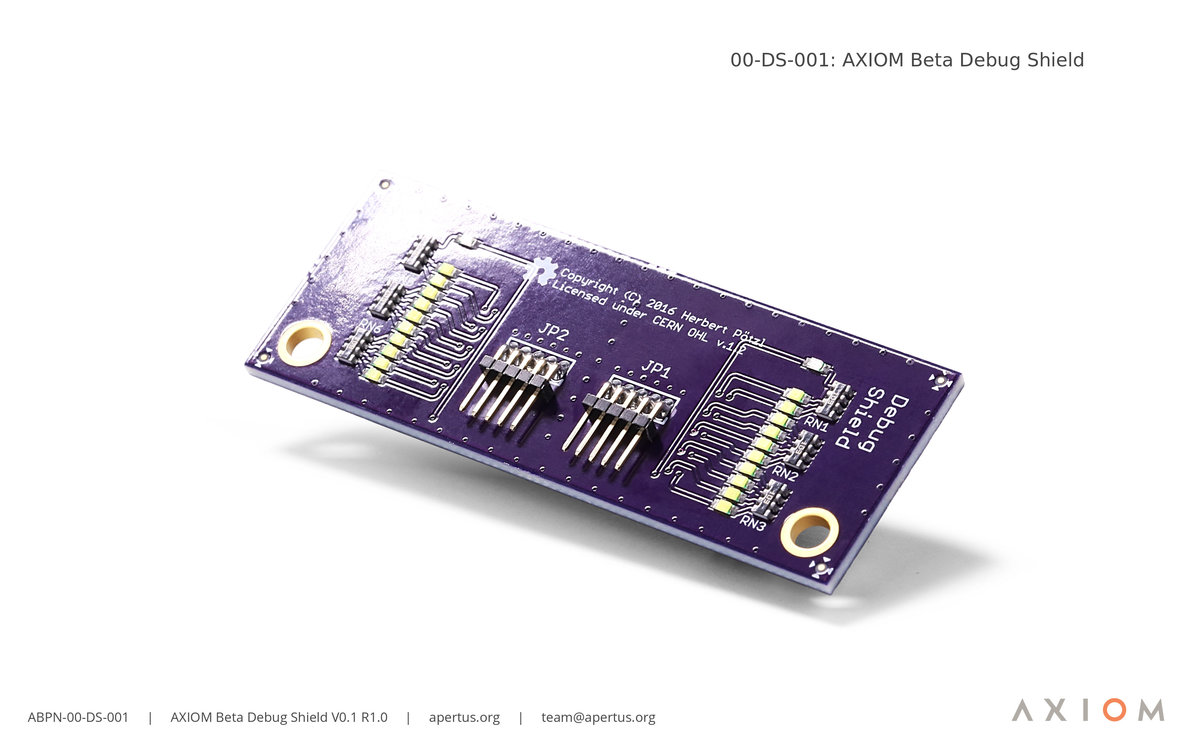 00-DS-001: AXIOM Beta Debug Shield
Copyright (C) 2016 Herbert Pötzl
Licensed under CERN OHL v.1.2
JP2
JP1
RN6
Debug
Shield
RN1
RN2
RN3
ABPN-00-DS-001 | AXIOM Beta Debug Shield V0.1 R1.0 | apertus.org | team@apertus.org
AXIOM